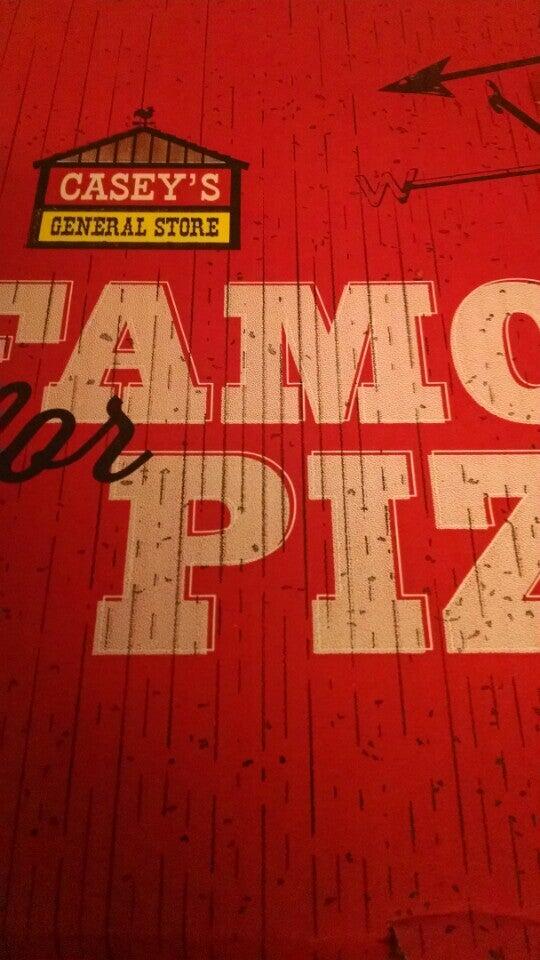 CASEY'S
GENERAL STORE
W
FAMO
for
PIZ